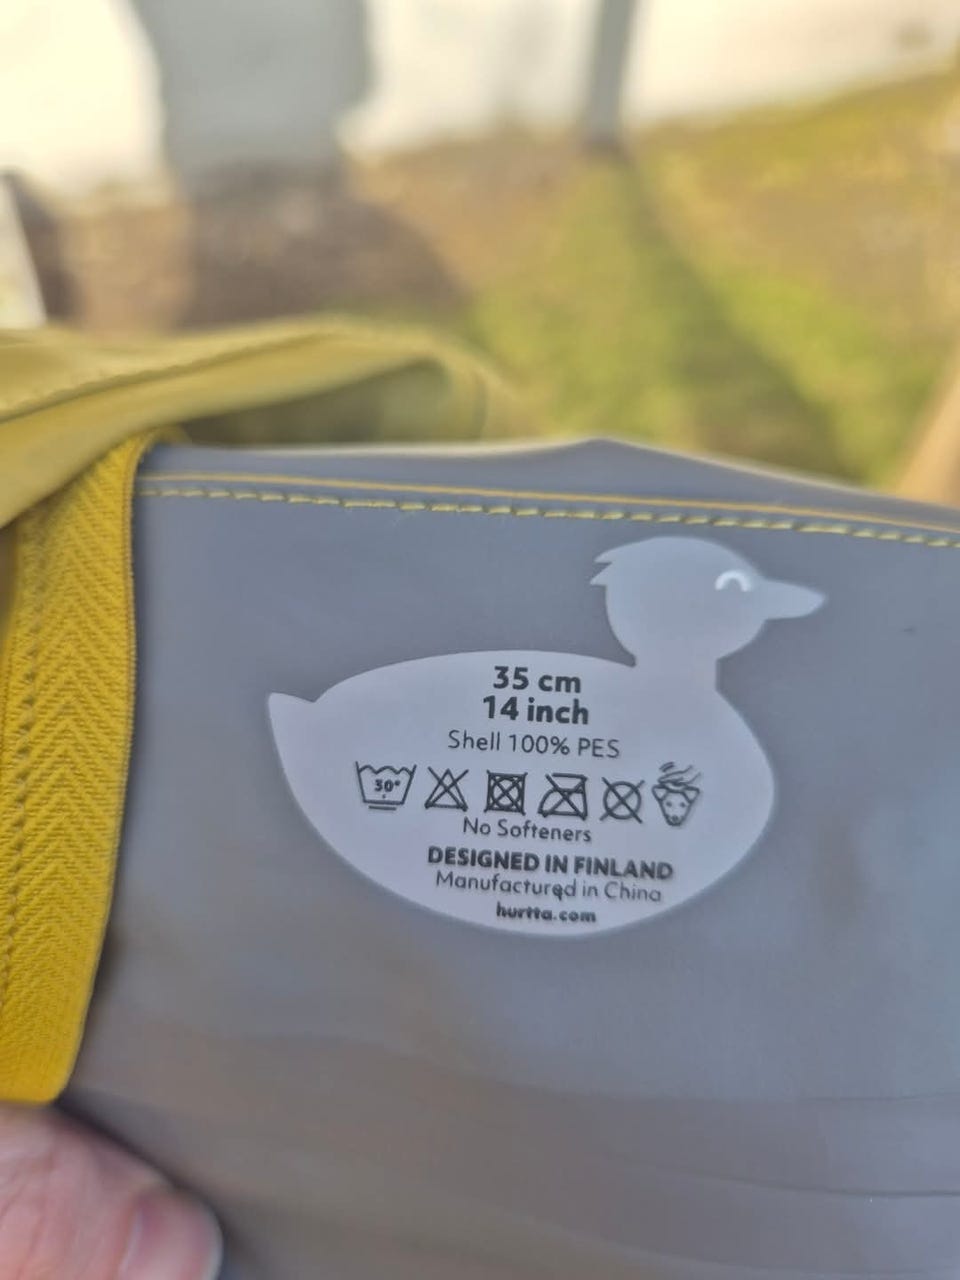 35 cm
14 inch
Shell 100% PES
30°
No Softeners
DESIGNED IN FINLAND
Manufactured in China
hurtta.com